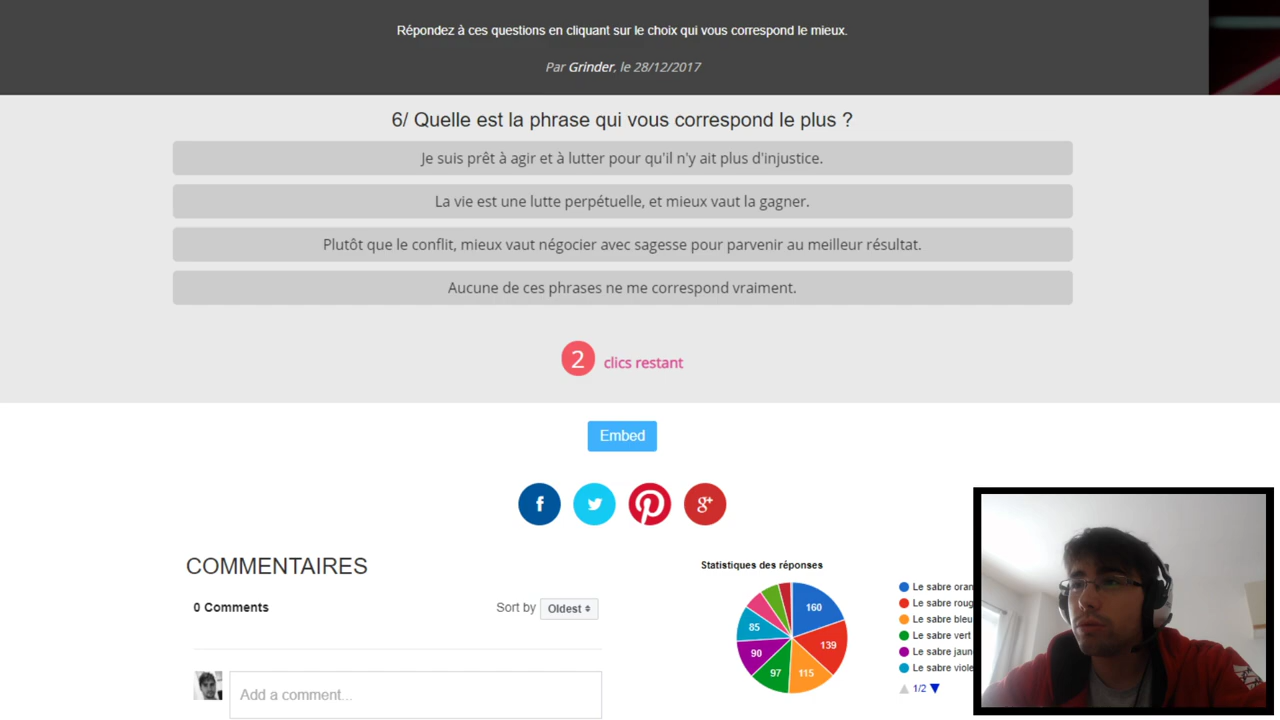 Répondez à ces questions en cliquant sur le choix qui vous correspond le mieux.
Par Grinder, le 28/12/2017
6/ Quelle est la phrase qui vous correspond le plus ?
Je suis prêt à agir et à lutter pour qu'il n'y ait plus d'injustice.
La vie est une lutte perpétuelle, et mieux vaut la gagner.
Plutôt que le conflit, mieux vaut négocier avec sagesse pour parvenir au meilleur résultat.
Aucune de ces phrases ne me correspond vraiment.
2 clics restant
Embed
COMMENTAIRES
0 Comments
Sort by Oldest
Add a comment...
Statistiques des réponses
160
139
115
97
90
85
Le sabre oran
Le sabre roug
Le sabre bleu
Le sabre vert
Le sabre jaun
Le sabre viole
1/2